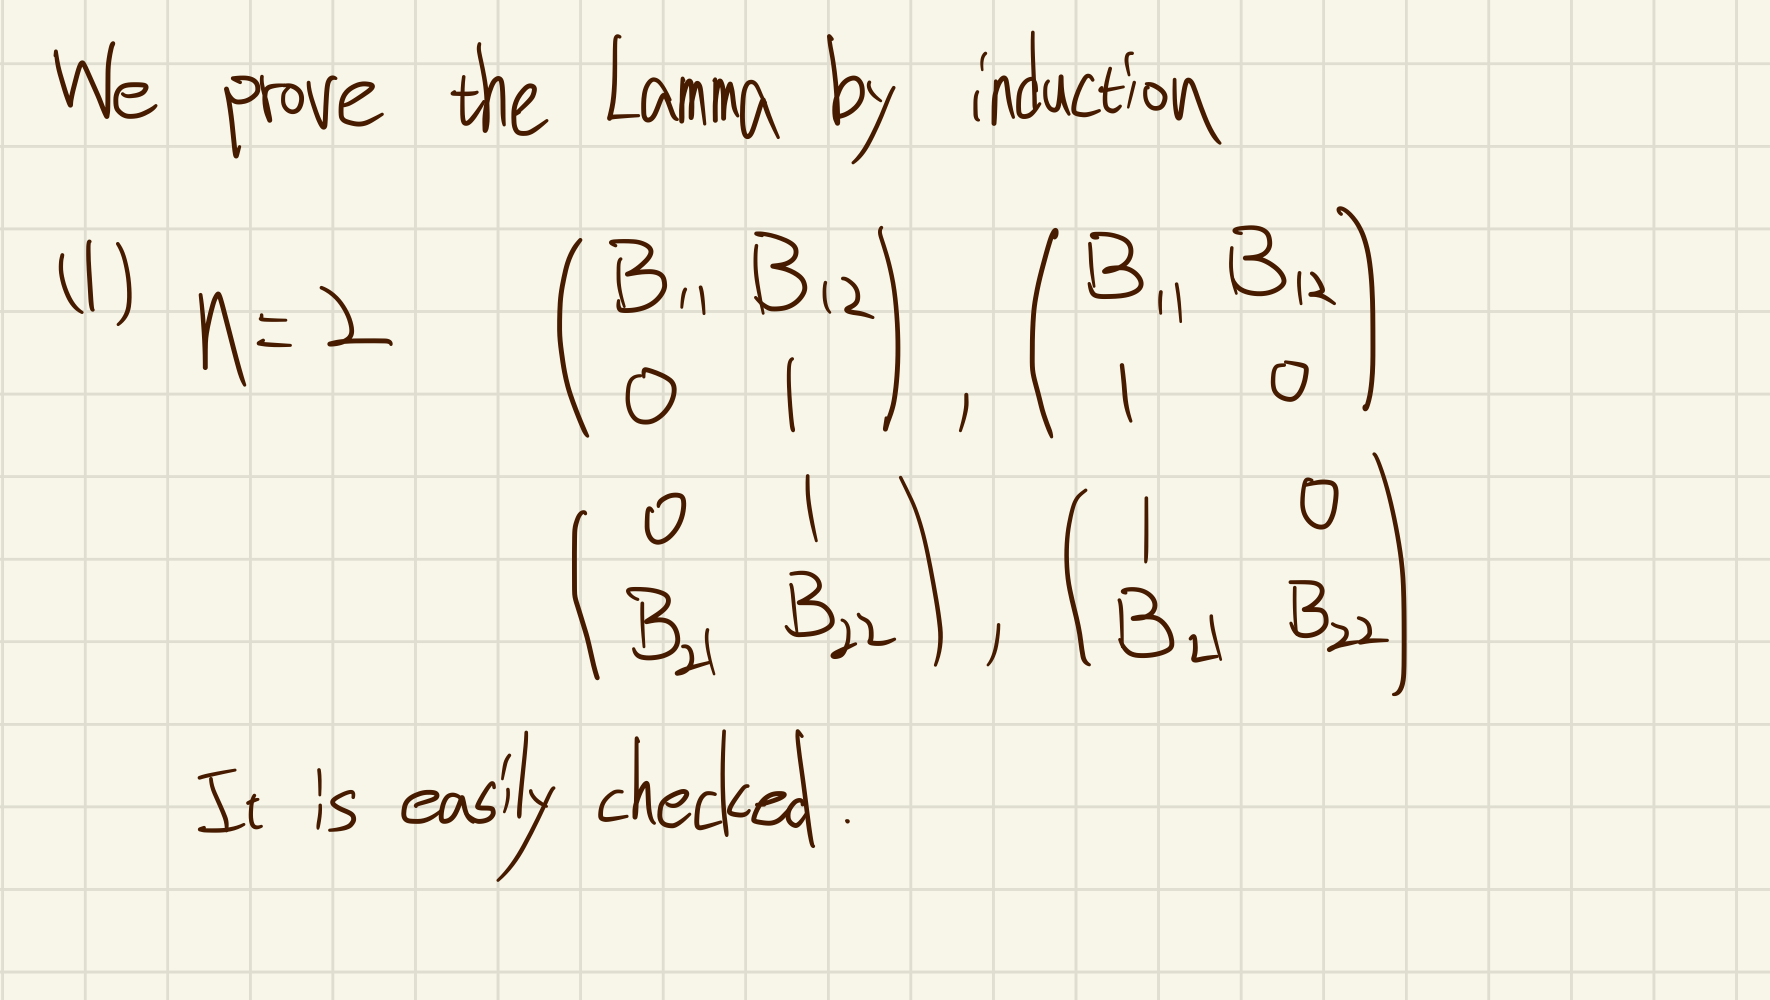 We prove the Lamma by induction
(1) n=2 \begin{pmatrix} B_{11} & B_{12} \\ 0 & 1 \end{pmatrix}, \begin{pmatrix} B_{11} & B_{12} \\ 1 & 0 \end{pmatrix}
\begin{pmatrix} 0 & 1 \\ B_{21} & B_{22} \end{pmatrix}, \begin{pmatrix} 1 & 0 \\ B_{21} & B_{22} \end{pmatrix}
It is easily checked.